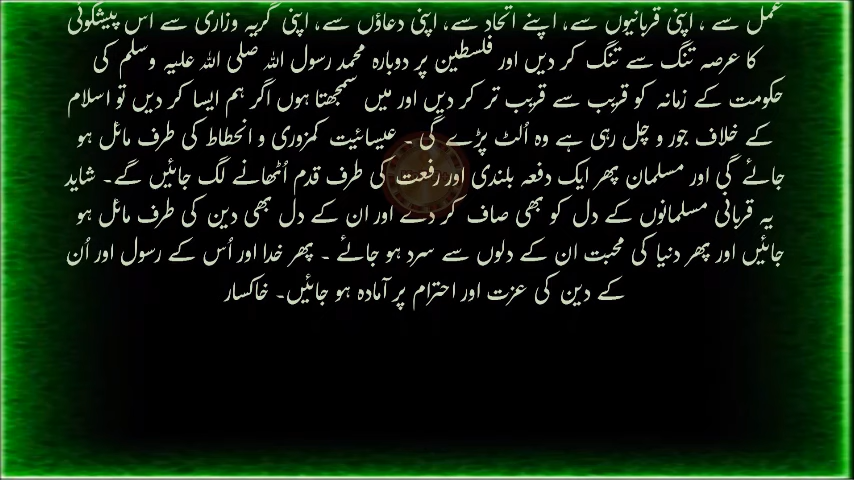 عمل سے ، اپنی قربانیوں سے، اپنے اتحاد سے، اپنی دعاؤں سے، اپنی گریہ وزاری سے اس پیشگوئی
کا عرصہ تنگ سے تنگ کر دیں اور فلسطین پر دوبارہ محمد رسول اللہ صلی اللہ علیہ وسلم کی
حکومت کے زمانہ کو قریب سے قریب تر کر دیں اور میں سمجھتا ہوں اگر ہم ایسا کر دیں تو اسلام
کے خلاف جور و چل رہی ہے وہ اُلٹ پڑے گی ۔ عیسائیت کمزوری و انحطاط کی طرف مائل ہو
جائے گی اور مسلمان پھر ایک دفعہ بلندی اور رفعت کی طرف قدم اُٹھانے لگ جائیں گے۔ شاید
یہ قربانی مسلمانوں کے دل کو بھی صاف کر دے اور ان کے دل بھی دین کی طرف مائل ہو
جائیں اور پھر دنیا کی محبت ان کے دلوں سے سرد ہو جائے ۔ پھر خدا اور اُس کے رسول اور اُن
کے دین کی عزت اور احترام پر آمادہ ہو جائیں۔ خاکسار